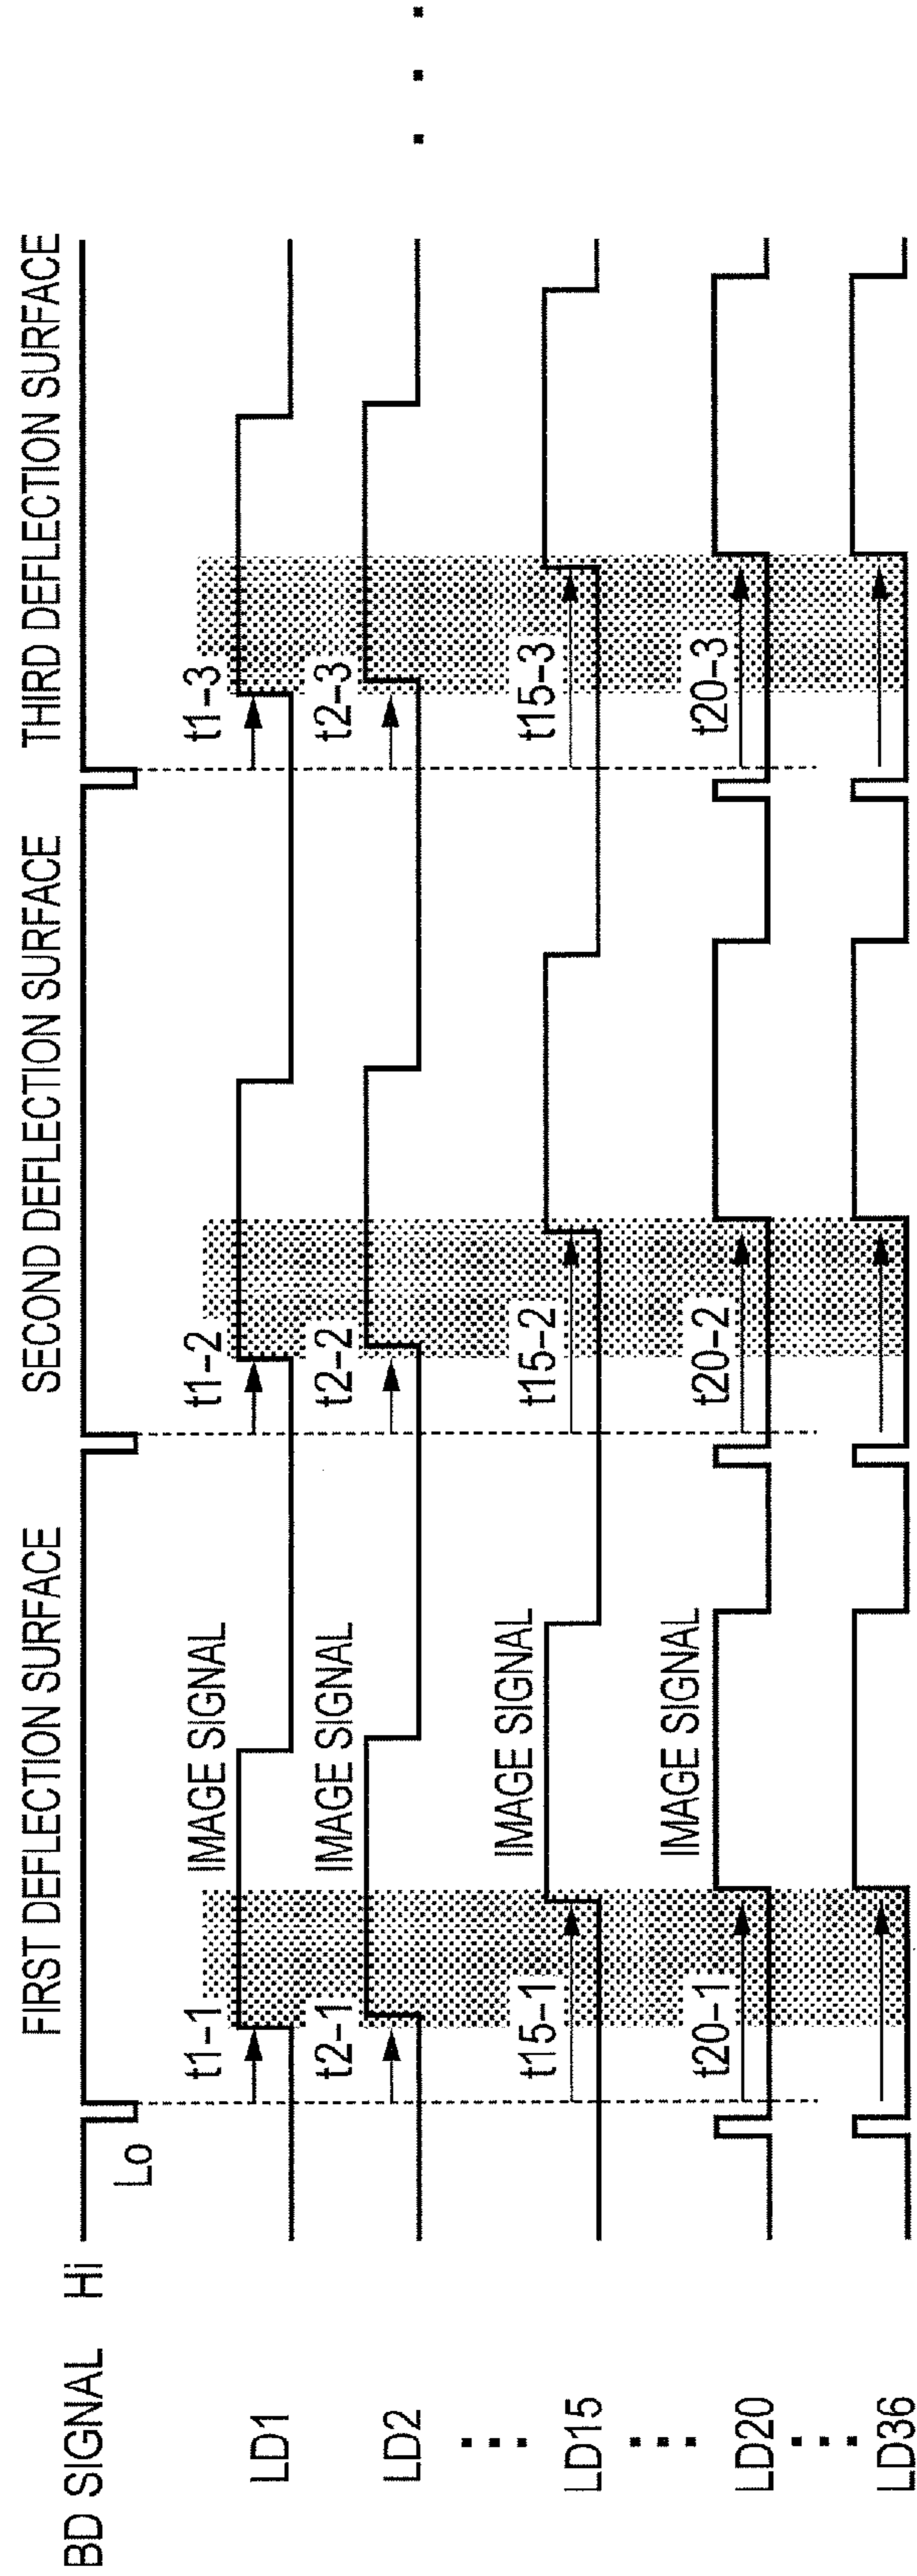 FIRST DEFLECTION SURFACE SECOND DEFLECTION SURFACE THIRD DEFLECTION SURFACE
BD SIGNAL Hi
Lo
LD1 t1-1 IMAGE SIGNAL t1-2 t1-3
LD2 t2-1 IMAGE SIGNAL t2-2 t2-3
LD15 t15-1 IMAGE SIGNAL t15-2 t15-3
LD20 t20-1 IMAGE SIGNAL t20-2 t20-3
LD36